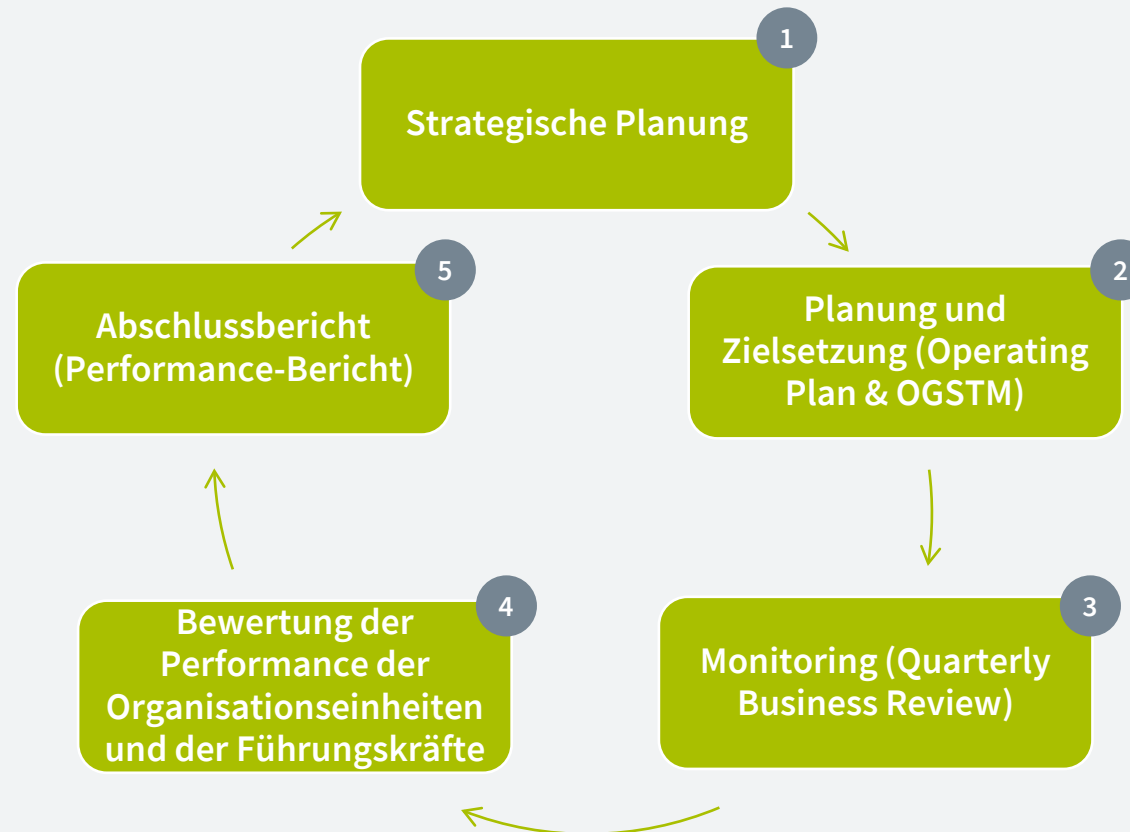 1
Strategische Planung
2
Planung und
Zielsetzung (Operating
Plan & OGSTM)
3
Monitoring (Quarterly
Business Review)
4
Bewertung der
Performance der
Organisationseinheiten
und der Führungskräfte
5
Abschlussbericht
(Performance-Bericht)